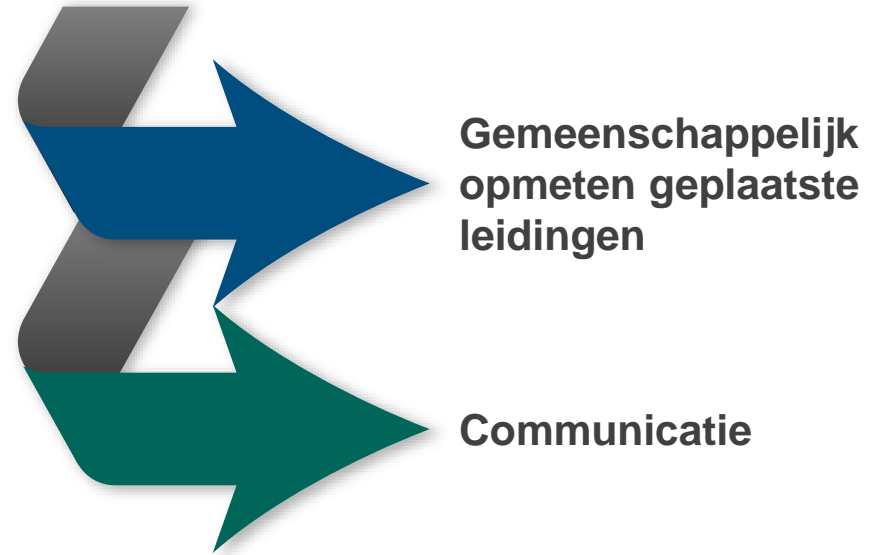 Gemeenschappelijk
opmeten geplaatste
leidingen
Communicatie